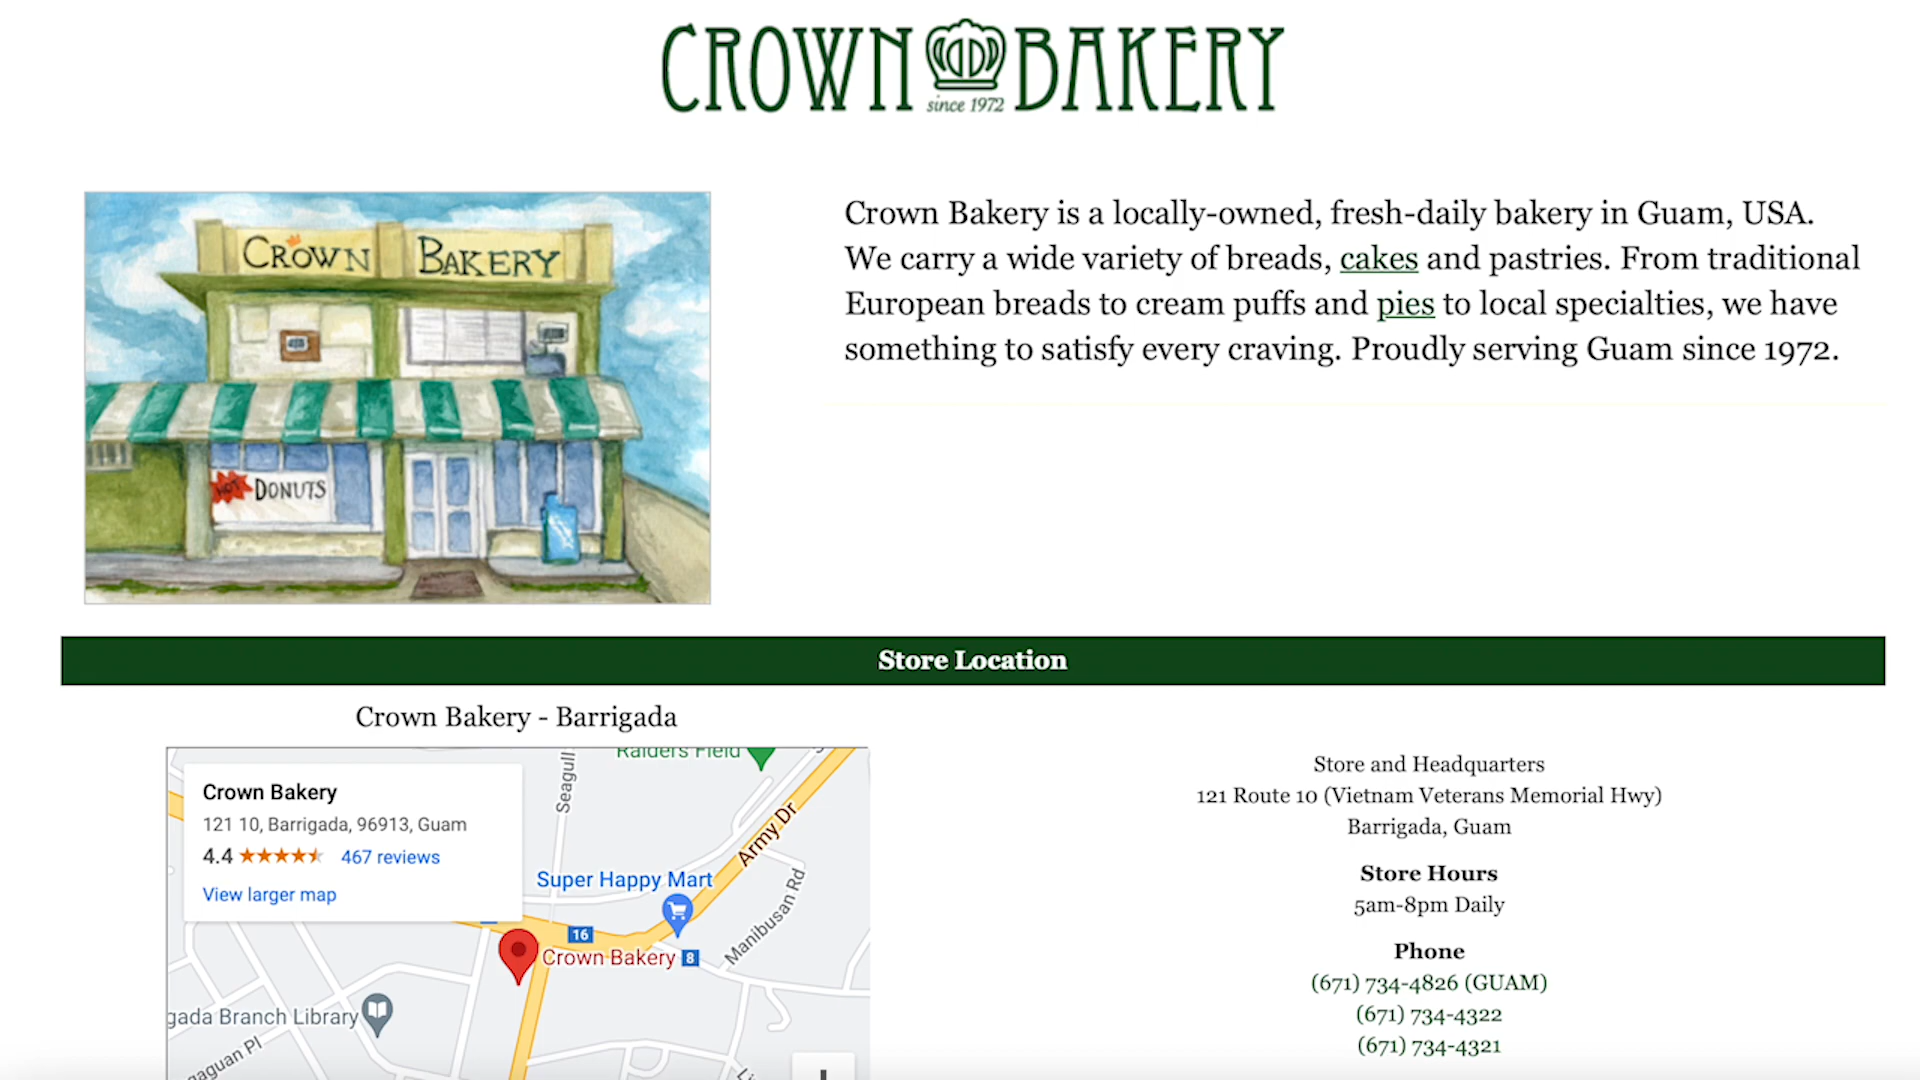 CROWN BAKERY
since 1972
CROWN BAKERY
HOT DONUTS
Crown Bakery is a locally-owned, fresh-daily bakery in Guam, USA.
We carry a wide variety of breads, cakes and pastries. From traditional
European breads to cream puffs and pies to local specialties, we have
something to satisfy every craving. Proudly serving Guam since 1972.
Store Location
Crown Bakery - Barrigada
Crown Bakery
121 10, Barrigada, 96913, Guam
4.4 467 reviews
View larger map
Raiders Field
Seagull
Army Dr
Super Happy Mart
Manibusan Rd
16
Crown Bakery 8
gada Branch Library
aguan Pl
Store and Headquarters
121 Route 10 (Vietnam Veterans Memorial Hwy)
Barrigada, Guam
Store Hours
5am-8pm Daily
Phone
(671) 734-4826 (GUAM)
(671) 734-4322
(671) 734-4321